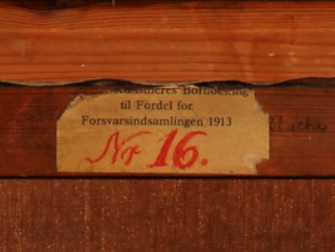 Kunstneres Bortlodning
til Fordel for
Forsvarsindsamlingen 1913
Nr 16.